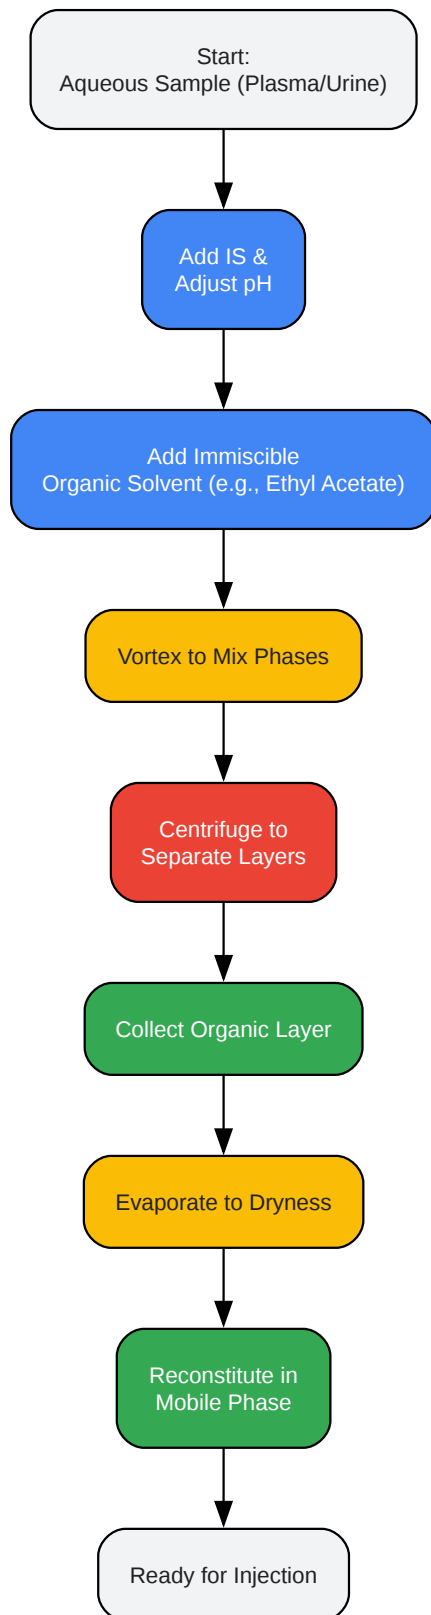 Start:
Aqueous Sample (Plasma/Urine)
Add IS &
Adjust pH
Add Immiscible
Organic Solvent (e.g., Ethyl Acetate)
Vortex to Mix Phases
Centrifuge to
Separate Layers
Collect Organic Layer
Evaporate to Dryness
Reconstitute in
Mobile Phase
Ready for Injection